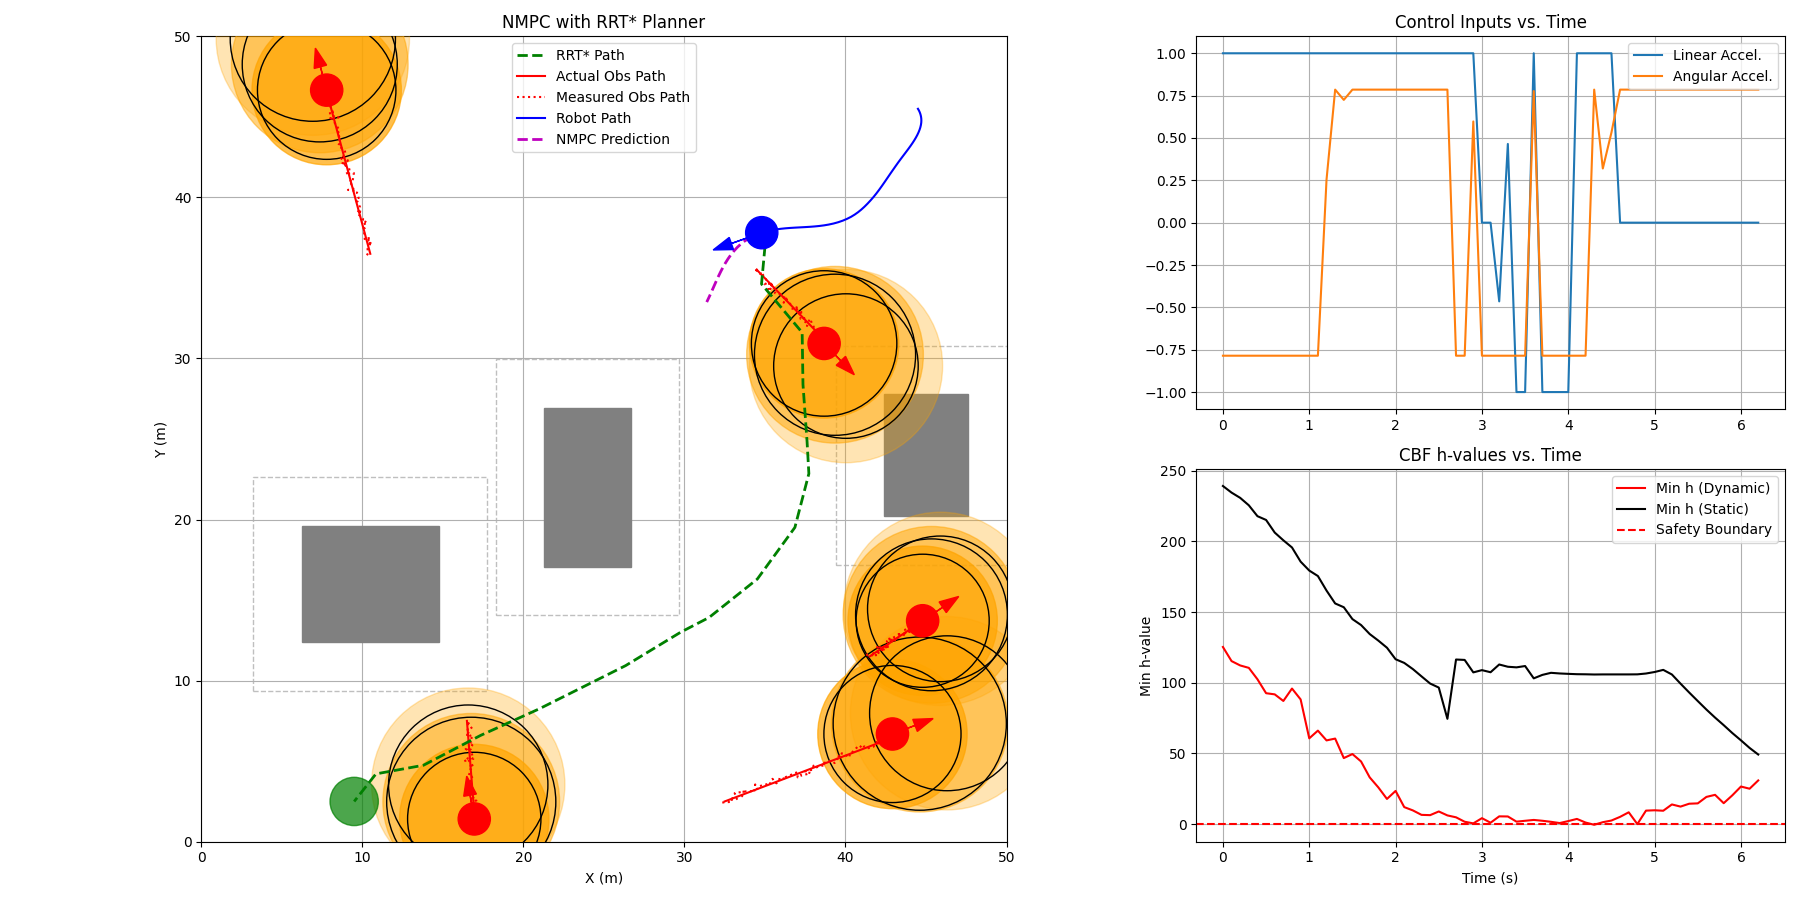 NMPC with RRT* Planner
RRT* Path
Actual Obs Path
Measured Obs Path
Robot Path
NMPC Prediction
50
40
30
20
10
0
Y (m)
0 10 20 30 40 50
X (m)
Control Inputs vs. Time
Linear Accel.
Angular Accel.
1.00
0.75
0.50
0.25
0.00
−0.25
−0.50
−0.75
−1.00
0 1 2 3 4 5 6
CBF h-values vs. Time
Min h (Dynamic)
Min h (Static)
Safety Boundary
250
200
150
100
50
0
Min h-value
0 1 2 3 4 5 6
Time (s)